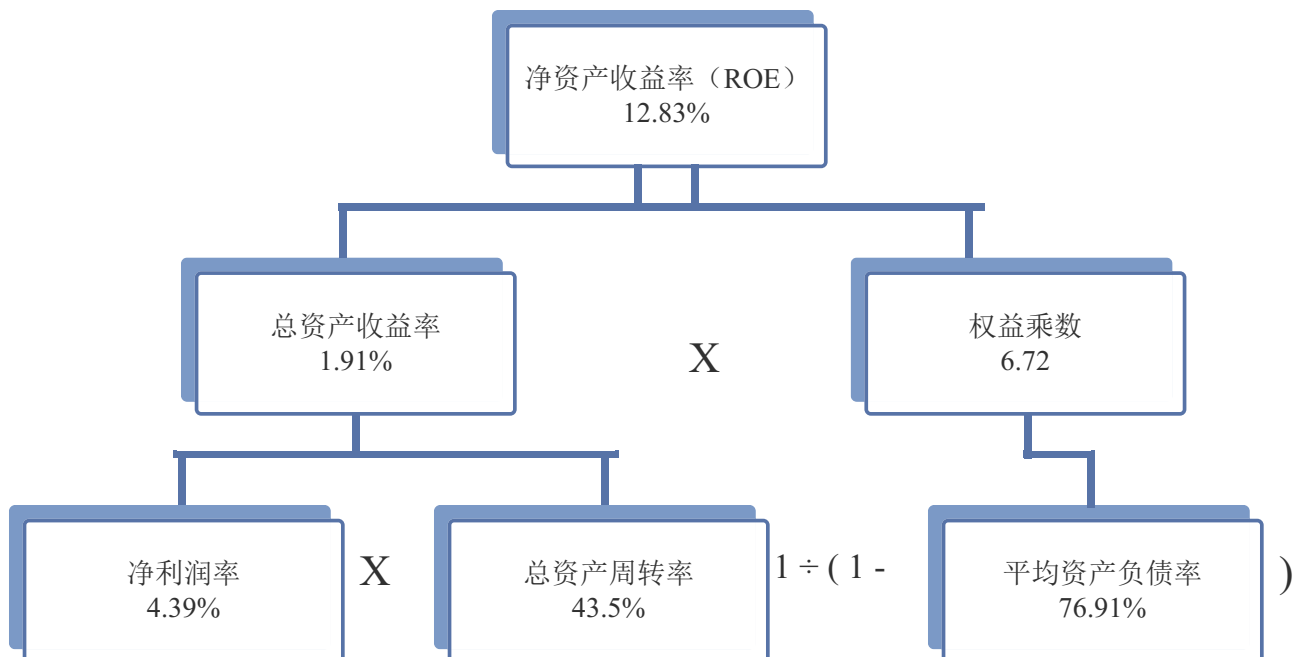 净资产收益率（ROE）
12.83%
总资产收益率
1.91%
X
权益乘数
6.72
净利润率
4.39%
X
总资产周转率
43.5%
1 ÷ ( 1 -
平均资产负债率
76.91%
)